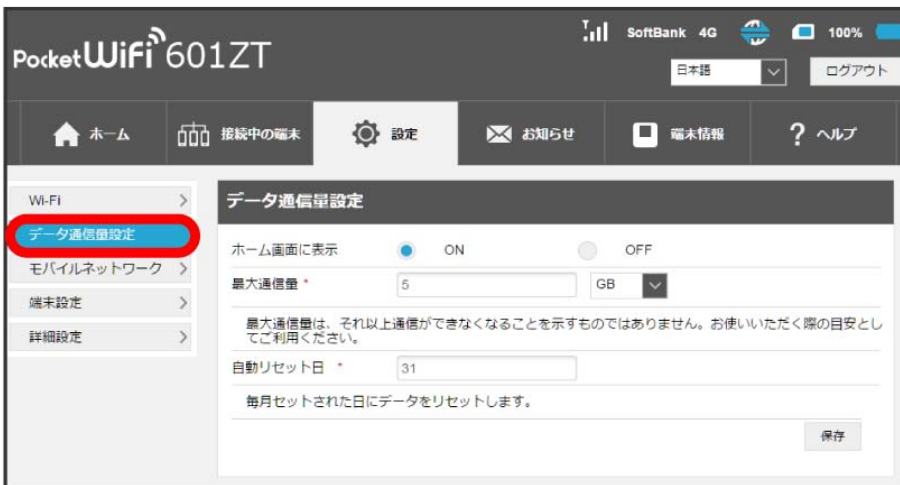 SoftBank 4G 100%
Pocket WiFi 601ZT
日本語 ログアウト
ホーム 接続中の端末 設定 お知らせ 端末情報 ? ヘルプ
Wi-Fi
データ通信量設定
モバイルネットワーク
端末設定
詳細設定
データ通信量設定
ホーム画面に表示 ON OFF
最大通信量 * 5 GB
最大通信量は、それ以上通信ができなくなることを示すものではありません。お使いいただく際の目安とし
てご利用ください。
自動リセット日 * 31
毎月セットされた日にデータをリセットします。
保存